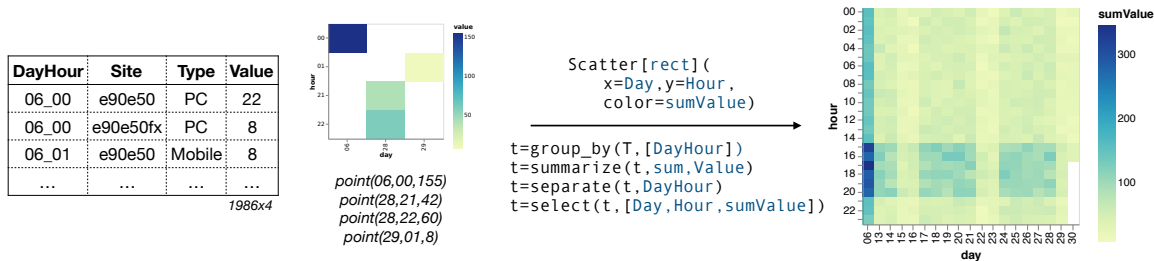 DayHour Site Type Value
06_00 e90e50 PC 22
06_00 e90e50fx PC 8
06_01 e90e50 Mobile 8
... ... ... ...
1986x4
value
150
100
50
hour
00
01
21
22
06
28
29
day
point(06,00,155)
point(28,21,42)
point(28,22,60)
point(29,01,8)
Scatter[rect](
x=Day,y=Hour,
color=sumValue)
t=group_by(T,[DayHour])
t=summarize(t,sum,Value)
t=separate(t,DayHour)
t=select(t,[Day,Hour,sumValue])
hour
00
02
04
06
08
10
12
14
16
18
20
22
06 13 14 15 16 17 18 19 20 21 22 23 24 25 26 27 28 29 30
day
sumValue
300
200
100